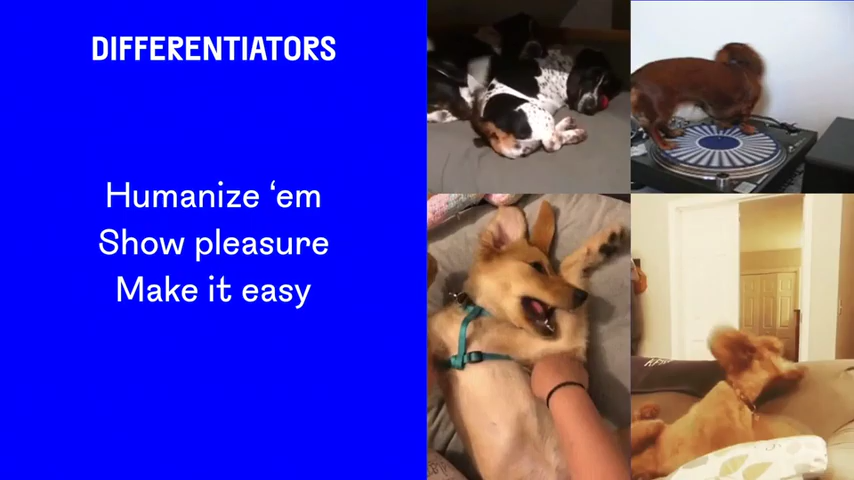 DIFFERENTIATORS
Humanize ‘em
Show pleasure
Make it easy